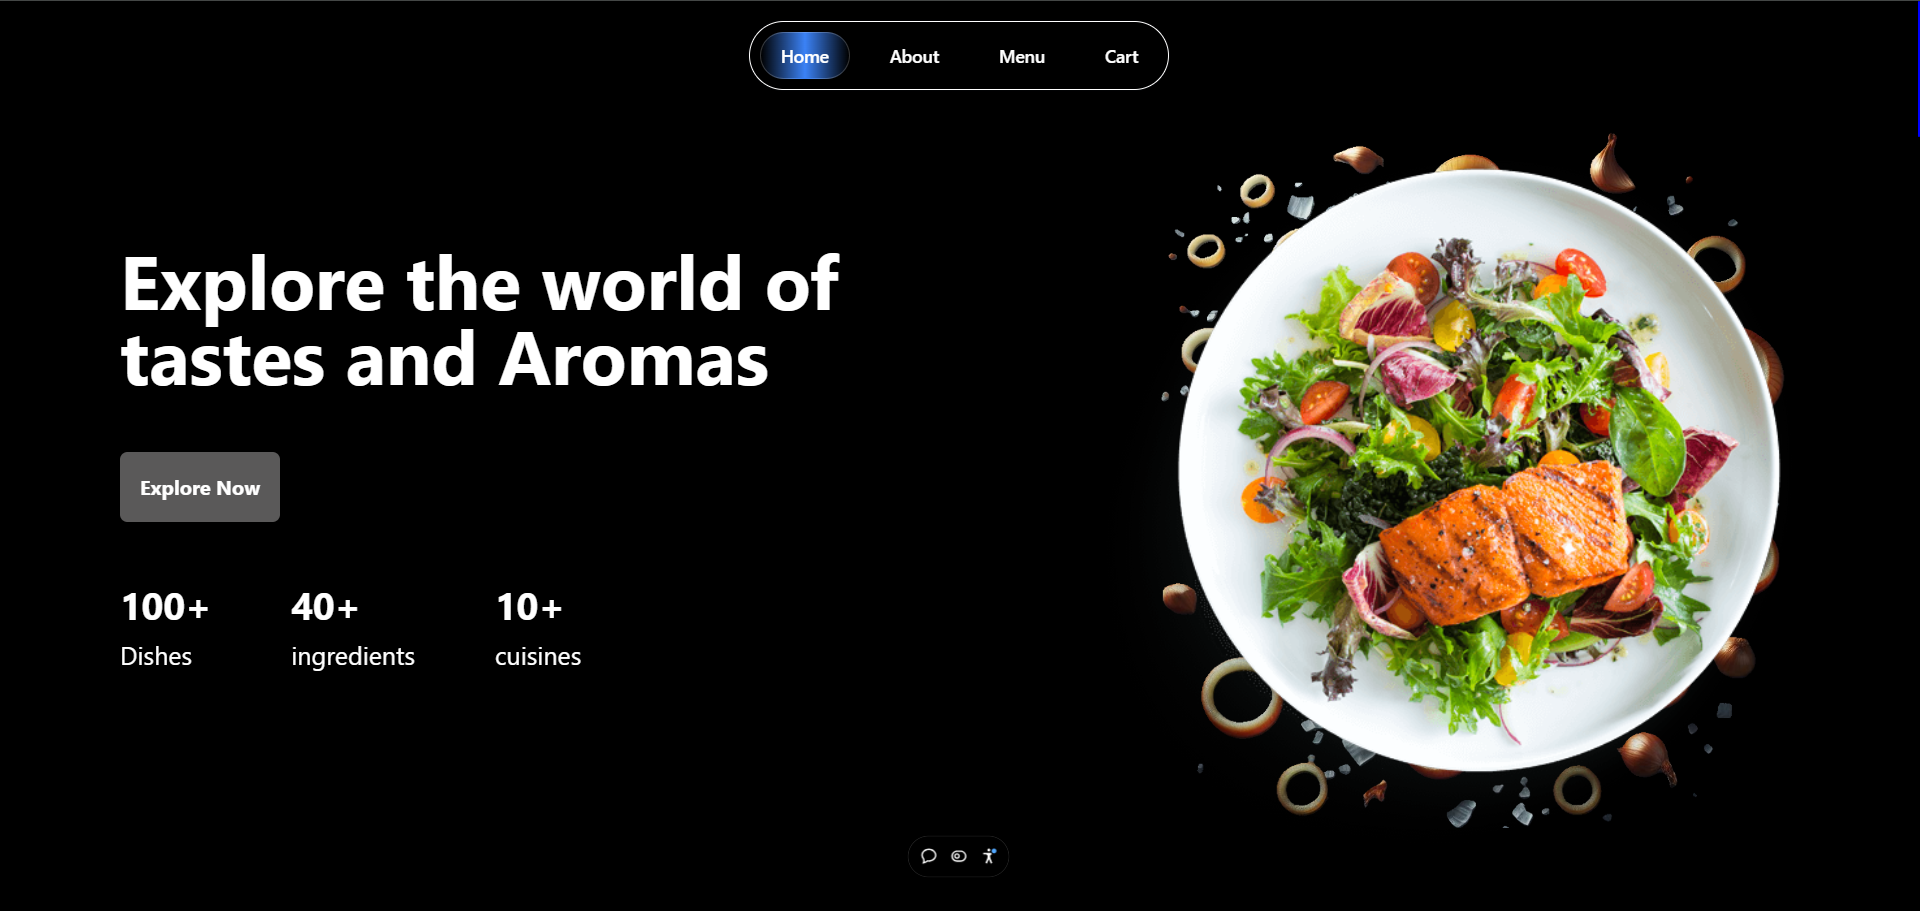 Home About Menu Cart
Explore the world of
tastes and Aromas
Explore Now
100+ 40+ 10+
Dishes ingredients cuisines